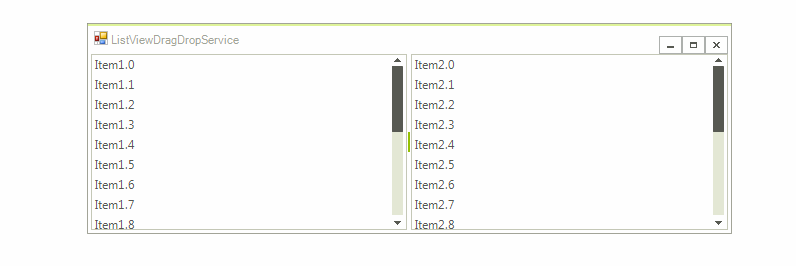 ListViewDragDropService
Item1.0
Item1.1
Item1.2
Item1.3
Item1.4
Item1.5
Item1.6
Item1.7
Item1.8
Item2.0
Item2.1
Item2.2
Item2.3
Item2.4
Item2.5
Item2.6
Item2.7
Item2.8